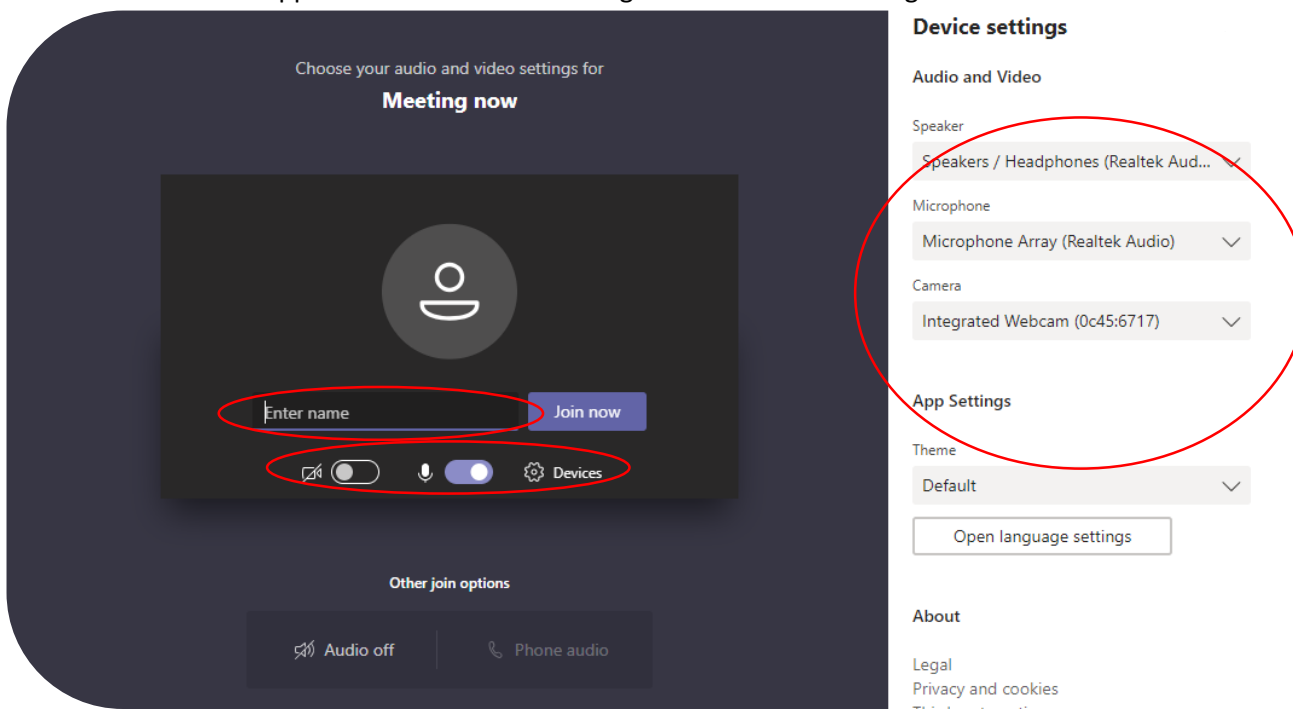 Choose your audio and video settings for
Meeting now
Enter name
Join now
Devices
Other join options
Audio off
Phone audio
Device settings
Audio and Video
Speaker
Speakers / Headphones (Realtek Aud...
Microphone
Microphone Array (Realtek Audio)
Camera
Integrated Webcam (0c45:6717)
App Settings
Theme
Default
Open language settings
About
Legal
Privacy and cookies